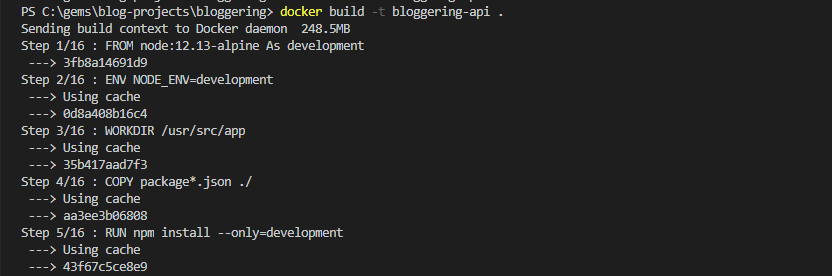 PS C:\gems\blog-projects\bloggering> docker build -t bloggering-api .
Sending build context to Docker daemon  248.5MB
Step 1/16 : FROM node:12.13-alpine As development
 ---> 3fb8a14691d9
Step 2/16 : ENV NODE_ENV=development
 ---> Using cache
 ---> 0d8a408b16c4
Step 3/16 : WORKDIR /usr/src/app
 ---> Using cache
 ---> 35b417aad7f3
Step 4/16 : COPY package*.json ./
 ---> Using cache
 ---> aa3ee3b06808
Step 5/16 : RUN npm install --only=development
 ---> Using cache
 ---> 43f67c5ce8e9